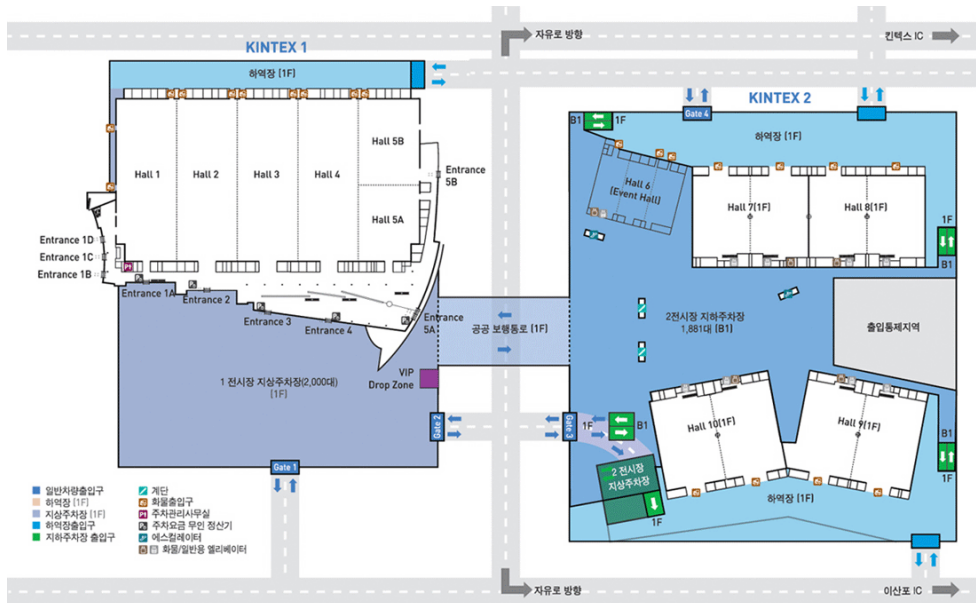 자유로 방향
킨텍스 IC
KINTEX 1
하역장 (1F)
KINTEX 2
B1
1F
Gate 4
하역장 (1F)
Hall 1
Hall 2
Hall 3
Hall 4
Hall 5B
Hall 5A
Entrance
5B
Hall 6
(Event Hall)
Hall 7(1F)
Hall 8(1F)
1F
B1
Entrance 1D
Entrance 1C
Entrance 1B
P1
Entrance 1A
Entrance 2
Entrance 3
Entrance 4
Entrance
5A
공공 보행통로 (1F)
2전시장 지하주차장
1,881대 (B1)
출입통제지역
1 전시장 지상주차장(2,000대)
(1F)
VIP
Drop Zone
Gate 2
Gate 3
1F
B1
Hall 10(1F)
Hall 9(1F)
B1
1F
2 전시장
지상주차장
1F
하역장 (1F)
Gate 1
일반차량출입구
하역장 (1F)
지상주차장 (1F)
하역장출입구
지하주차장 출입구
계단
화물출입구
P1 주차관리사무실
주차요금 무인 정산기
에스컬레이터
화물/일반용 엘리베이터
자유로 방향
이산포 IC